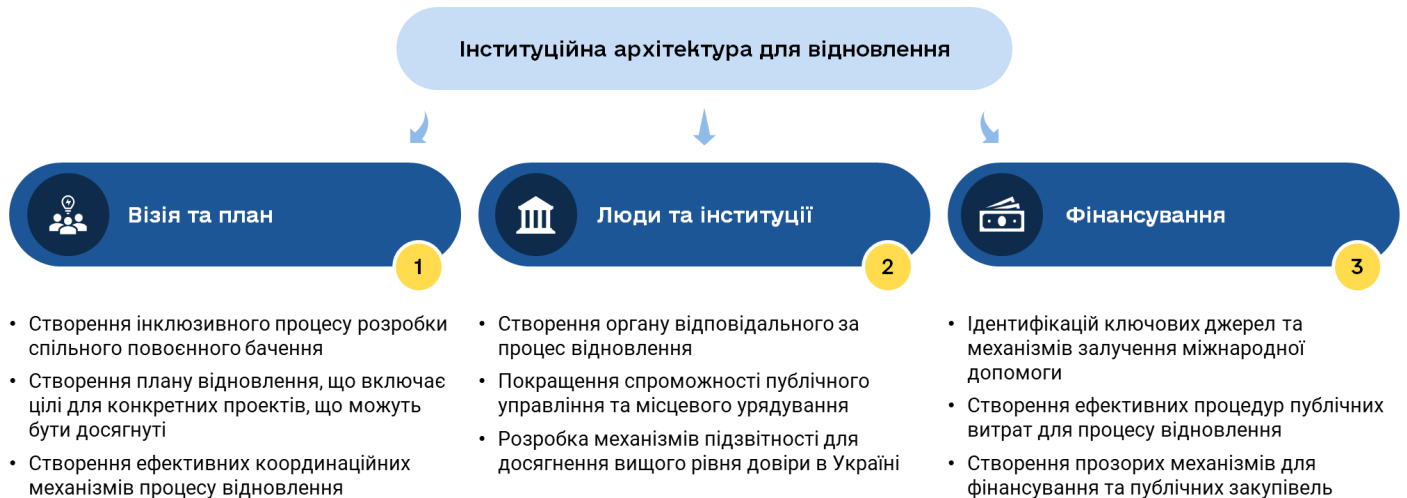 Інституційна архітектура для відновлення
Візія та план
1
• Створення інклюзивного процесу розробки
спільного повоєнного бачення
• Створення плану відновлення, що включає
цілі для конкретних проектів, що можуть
бути досягнуті
• Створення ефективних координаційних
механізмів процесу відновлення
Люди та інституції
2
• Створення органу відповідального за
процес відновлення
• Покращення спроможності публічного
управління та місцевого урядування
• Розробка механізмів підзвітності для
досягнення вищого рівня довіри в Україні
Фінансування
3
• Ідентифікацій ключових джерел та
механізмів залучення міжнародної
допомоги
• Створення ефективних процедур публічних
витрат для процесу відновлення
• Створення прозорих механізмів для
фінансування та публічних закупівель